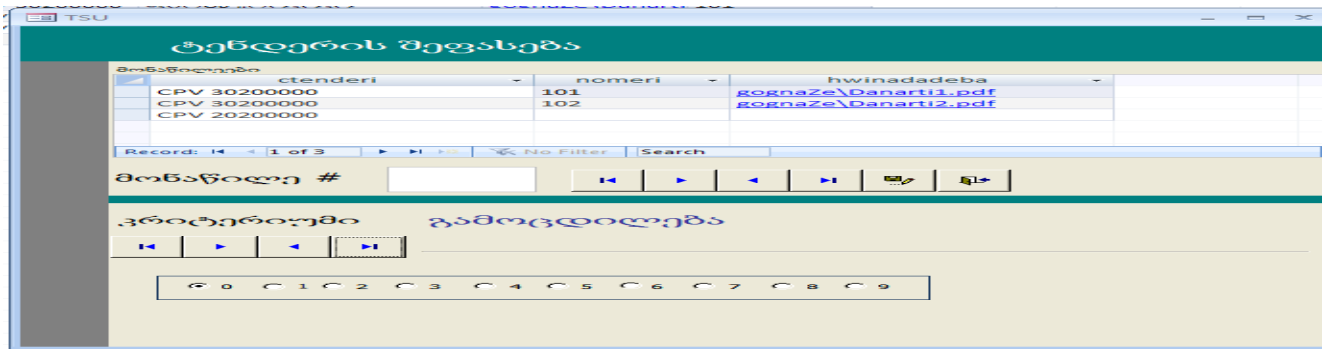 TSU
ტენდერის შეფასება
მონაწილეები
ctenderi nomeri hwinadadeba
CPV 30200000 101 gognaZe\Danarti1.pdf
CPV 30200000 102 gognaZe\Danarti2.pdf
CPV 20200000
Record: 1 of 3 No Filter Search
მონაწილე #
კრიტერიუმი გამოცდილება
0 1 2 3 4 5 6 7 8 9